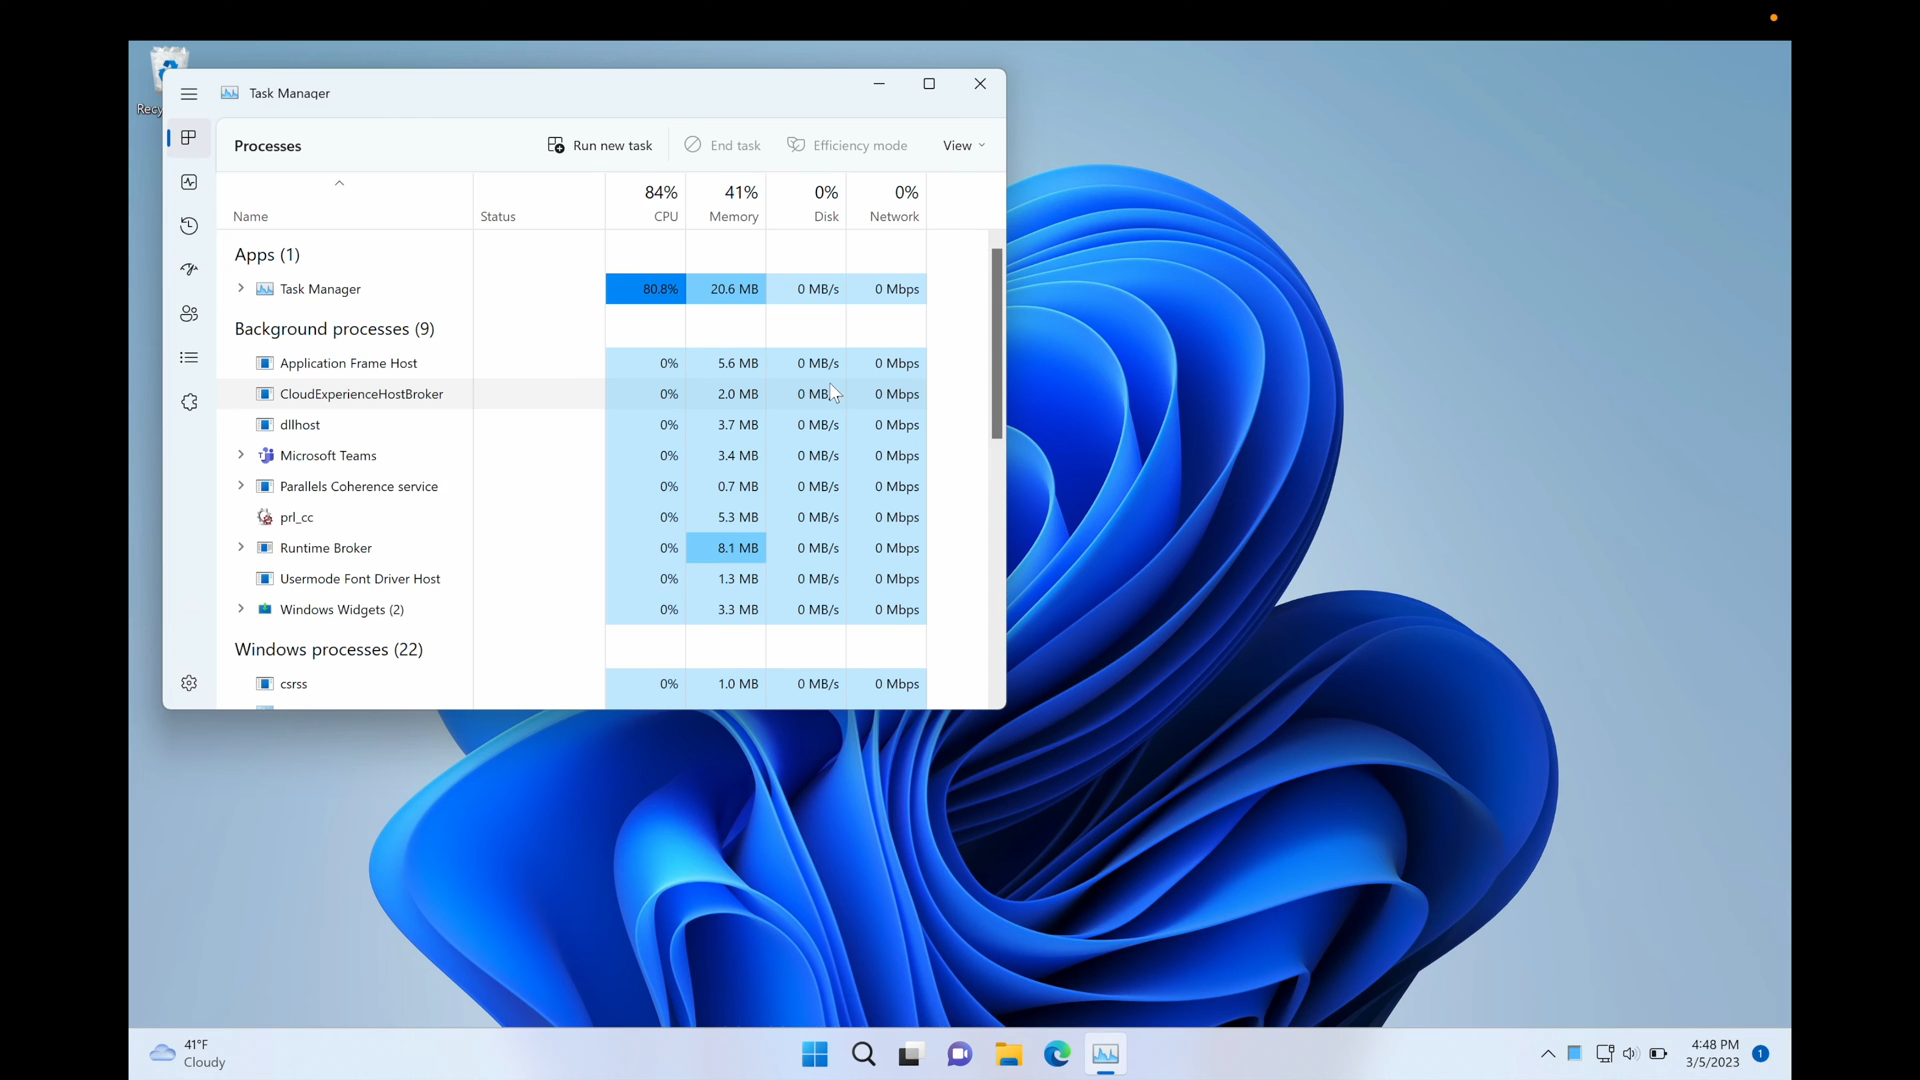 Recy
Task Manager
Processes
Run new task
End task
Efficiency mode
View
Name
Status
84%
CPU
41%
Memory
0%
Disk
0%
Network
Apps (1)
Task Manager 80.8% 20.6 MB 0 MB/s 0 Mbps
Background processes (9)
Application Frame Host 0% 5.6 MB 0 MB/s 0 Mbps
CloudExperienceHostBroker 0% 2.0 MB 0 MB/s 0 Mbps
dllhost 0% 3.7 MB 0 MB/s 0 Mbps
Microsoft Teams 0% 3.4 MB 0 MB/s 0 Mbps
Parallels Coherence service 0% 0.7 MB 0 MB/s 0 Mbps
prl_cc 0% 5.3 MB 0 MB/s 0 Mbps
Runtime Broker 0% 8.1 MB 0 MB/s 0 Mbps
Usermode Font Driver Host 0% 1.3 MB 0 MB/s 0 Mbps
Windows Widgets (2) 0% 3.3 MB 0 MB/s 0 Mbps
Windows processes (22)
csrss 0% 1.0 MB 0 MB/s 0 Mbps
41°F
Cloudy
4:48 PM
3/5/2023
1